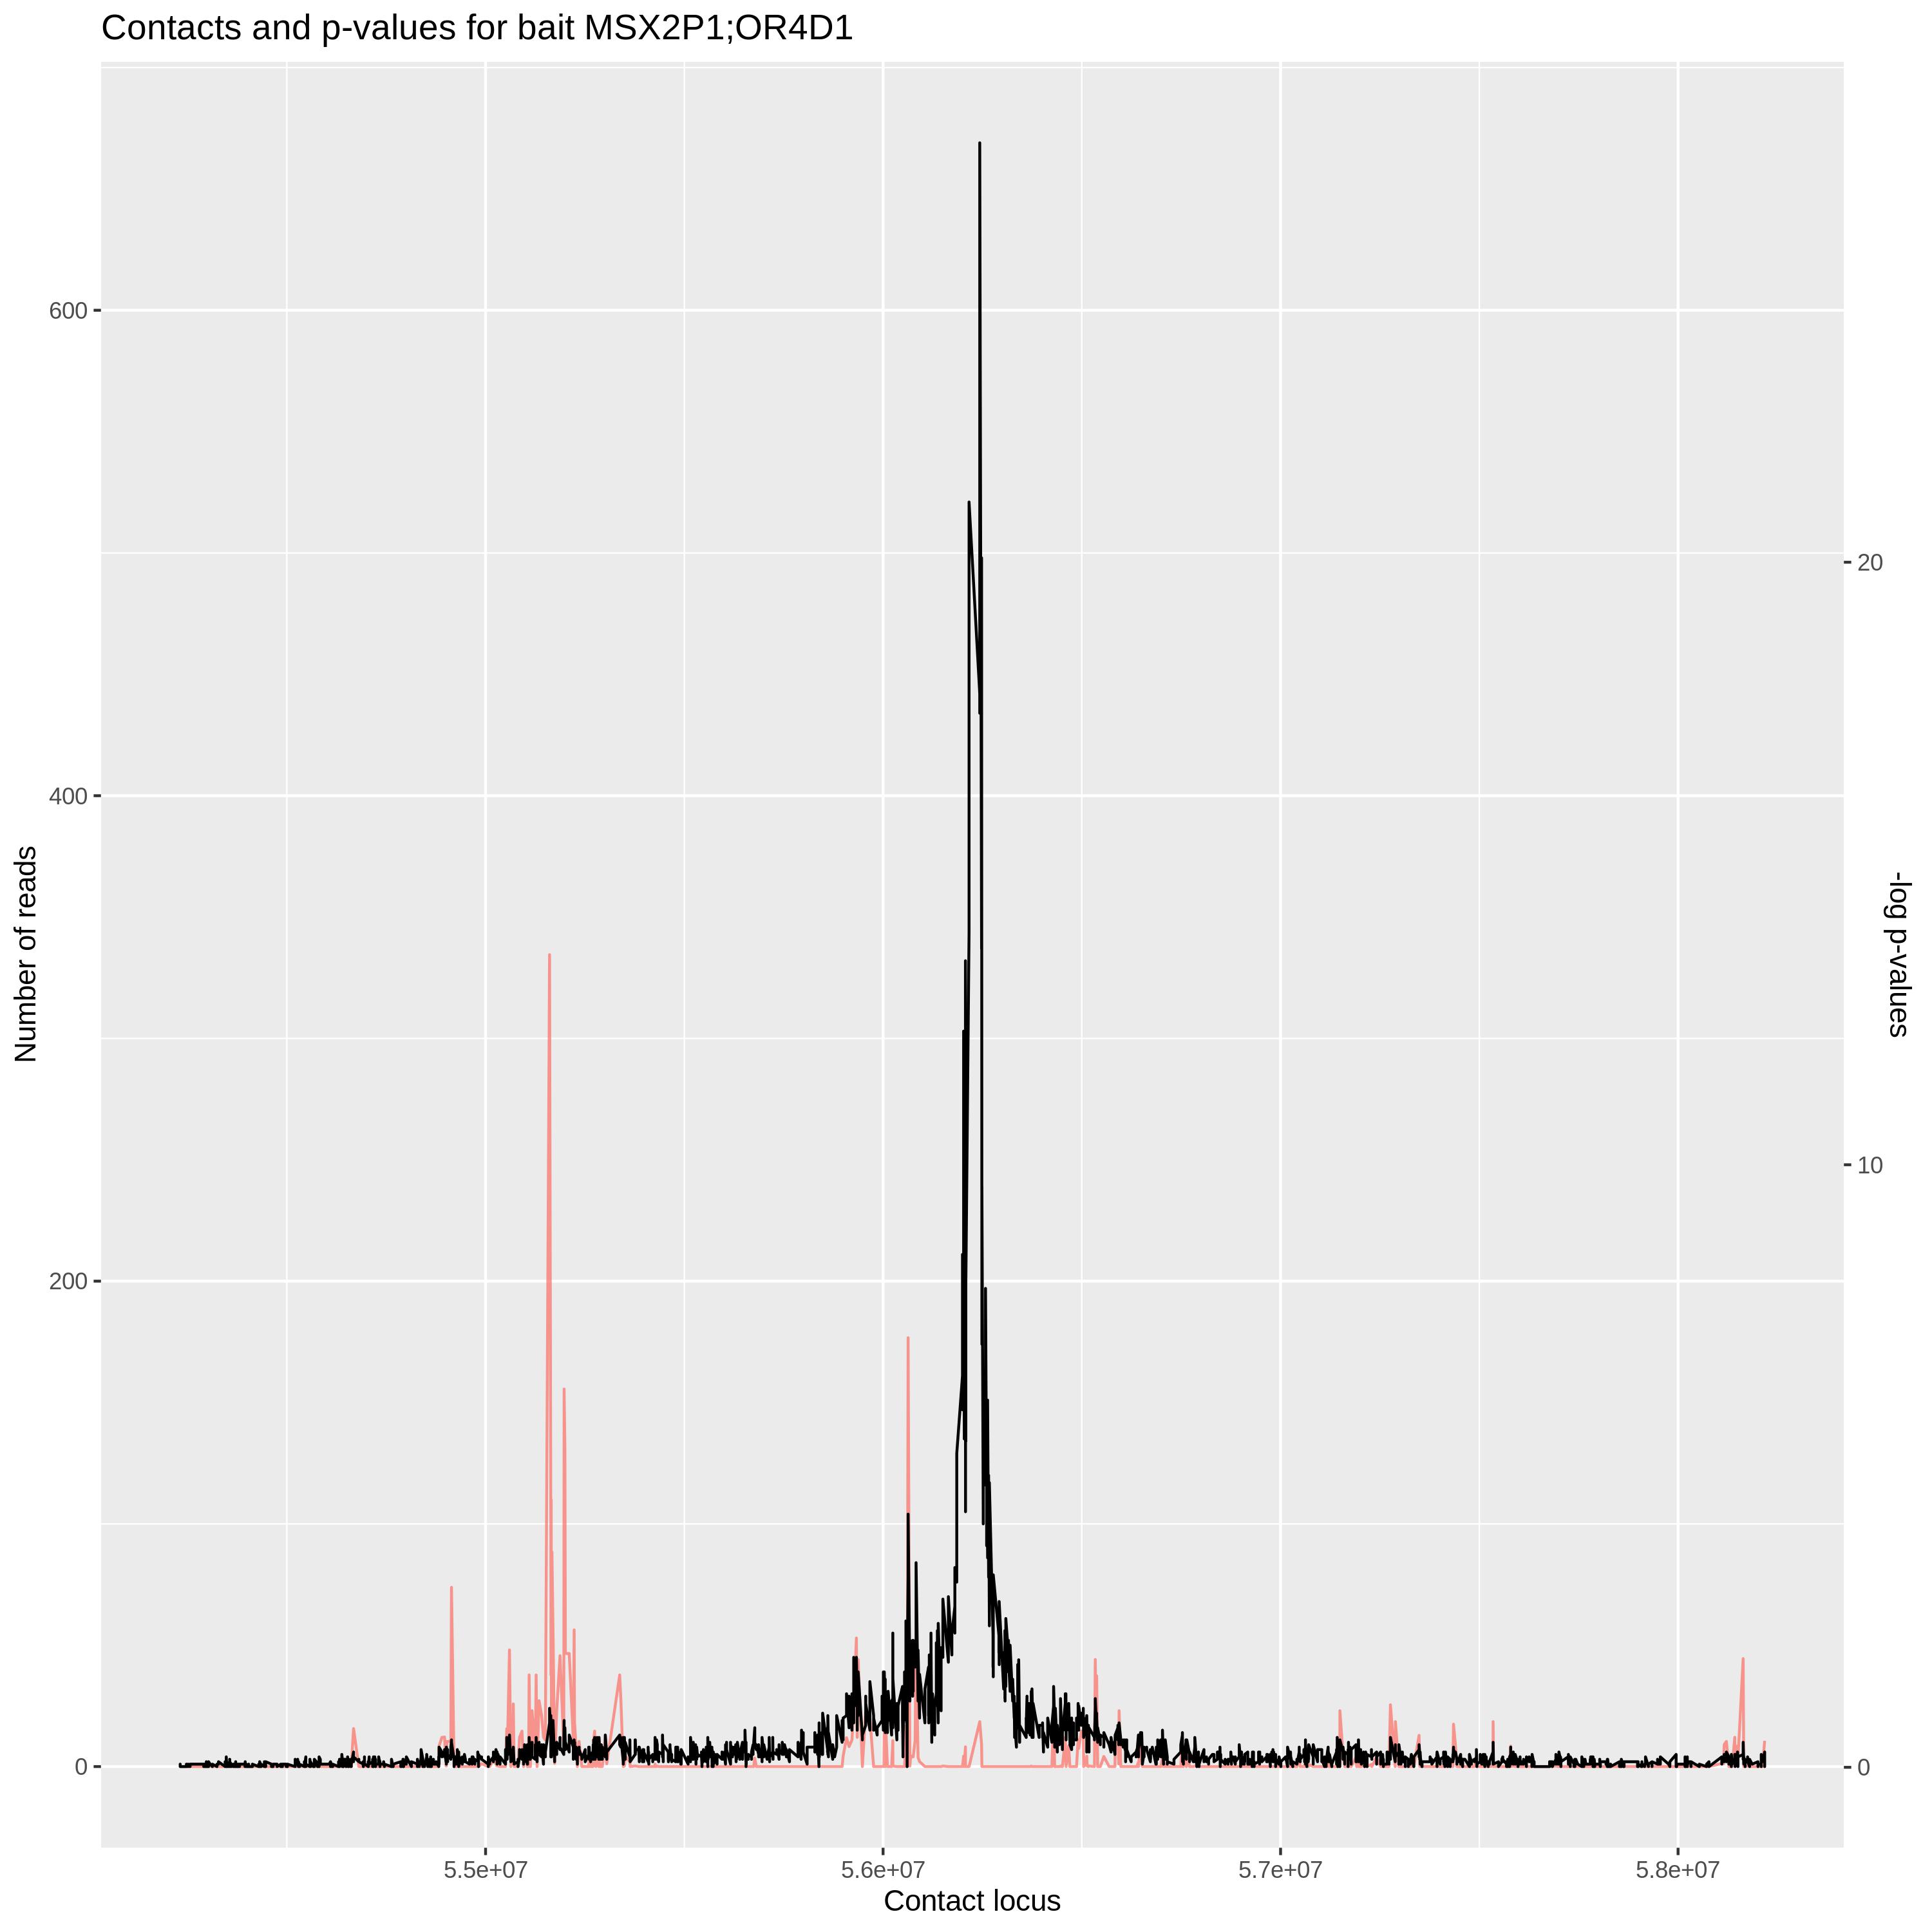 Contacts and p-values for bait MSX2P1;OR4D1
600
400
200
0
Number of reads
20
10
0
-log p-values
5.5e+07
5.6e+07
5.7e+07
5.8e+07
Contact locus